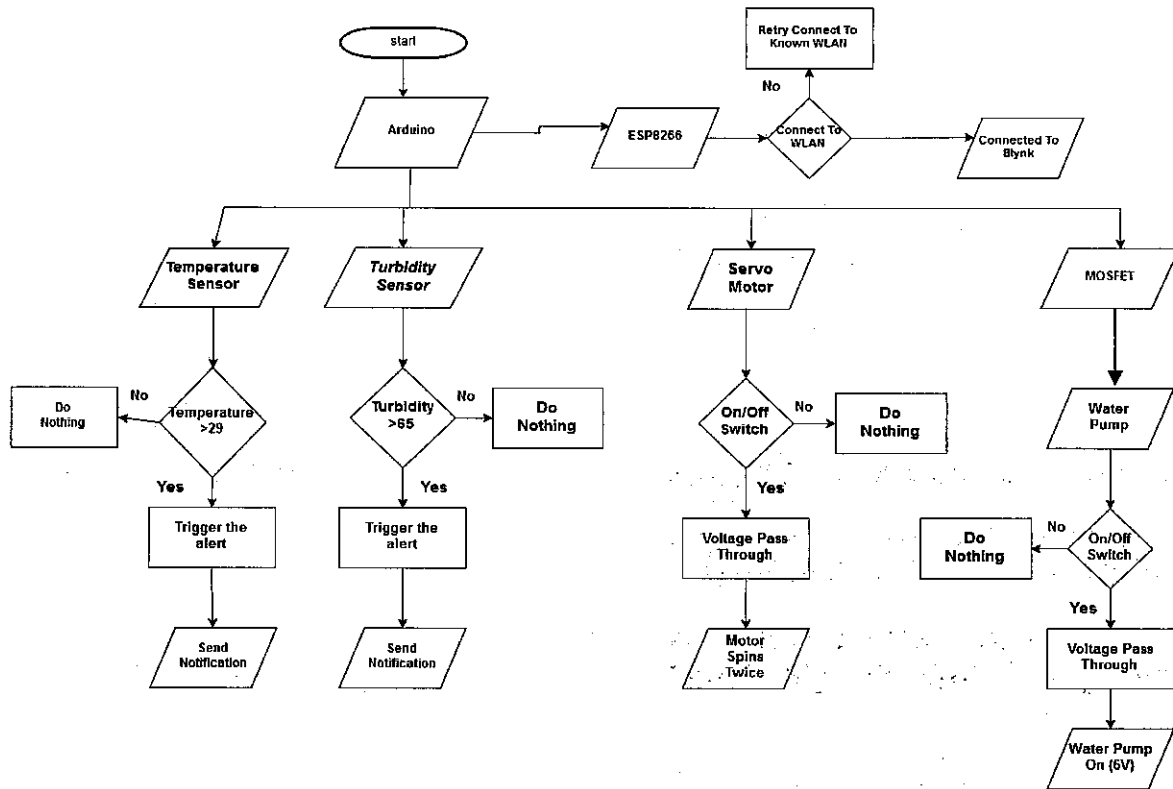 start
Retry Connect To
Known WLAN
No
Arduino
ESP8266
Connect To
WLAN
Connected To
Blynk
Temperature
Sensor
Turbidity
Sensor
Servo
Motor
MOSFET
Do
Nothing
No
Temperature
>29
Turbidity
>65
No
Do
Nothing
On/Off
Switch
No
Do
Nothing
Water
Pump
Yes
Yes
Yes
Trigger the
alert
Trigger the
alert
Voltage Pass
Through
Do
Nothing
No
On/Off
Switch
Yes
Send
Notification
Send
Notification
Motor
Spins
Twice
Voltage Pass
Through
Water Pump
On (6V)